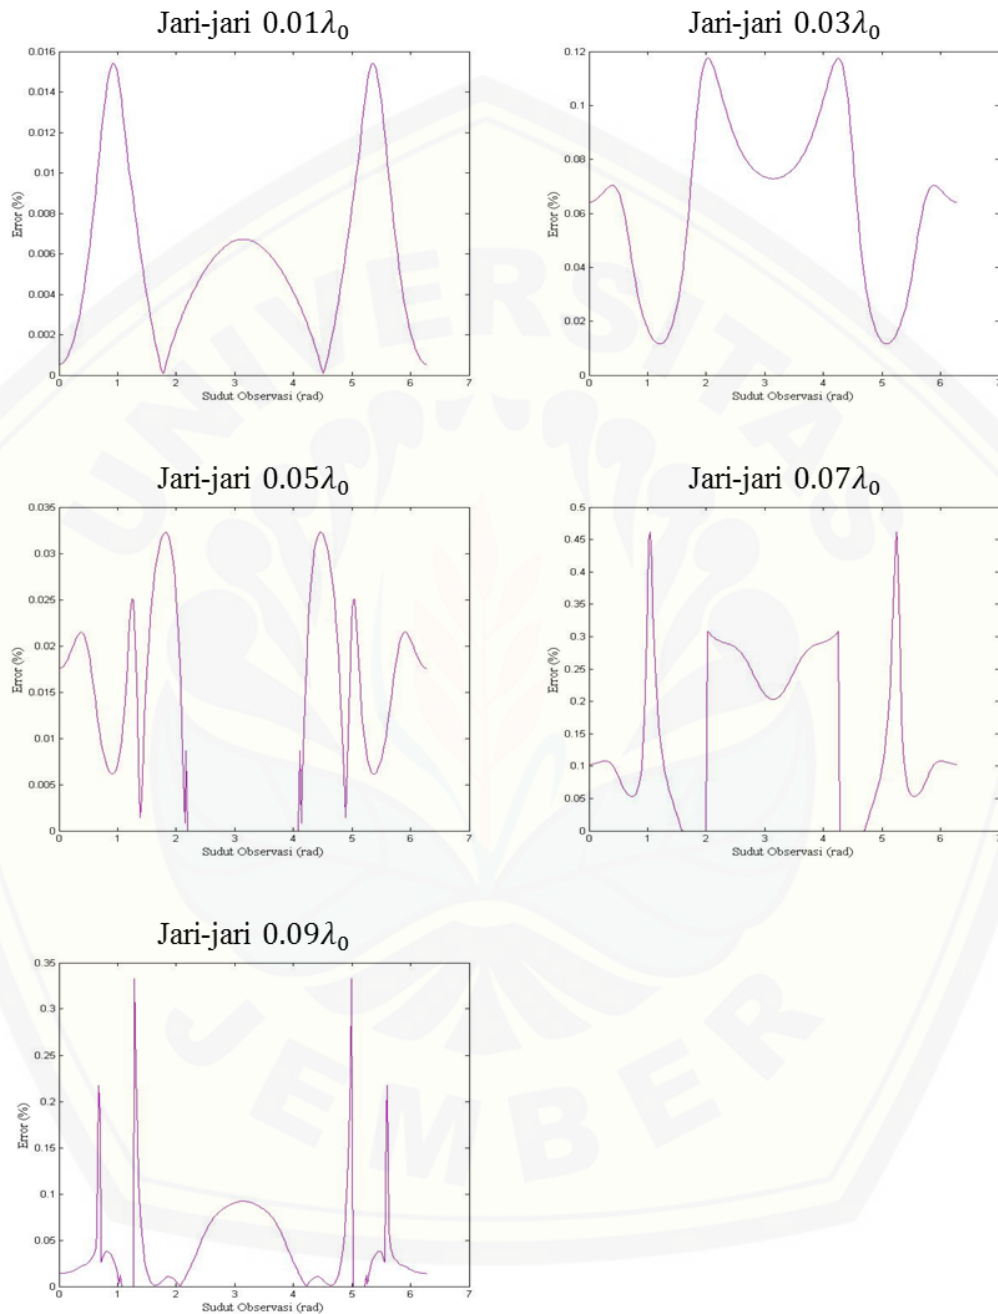 Jari-jari 0.01λ₀
Jari-jari 0.03λ₀
0.016
0.014
0.012
0.01
0.008
0.006
0.004
0.002
0
Error (%)
0 1 2 3 4 5 6 7
Sudut Observasi (rad)
0.12
0.1
0.08
0.06
0.04
0.02
0
Error (%)
0 1 2 3 4 5 6 7
Sudut Observasi (rad)
Jari-jari 0.05λ₀
Jari-jari 0.07λ₀
0.035
0.03
0.025
0.02
0.015
0.01
0.005
0
Error (%)
0 1 2 3 4 5 6 7
Sudut Observasi (rad)
0.5
0.45
0.4
0.35
0.3
0.25
0.2
0.15
0.1
0.05
0
Error (%)
0 1 2 3 4 5 6 7
Sudut Observasi (rad)
Jari-jari 0.09λ₀
0.35
0.3
0.25
0.2
0.15
0.1
0.05
0
Error (%)
0 1 2 3 4 5 6 7
Sudut Observasi (rad)
UNIVERSITAS
JEMBER